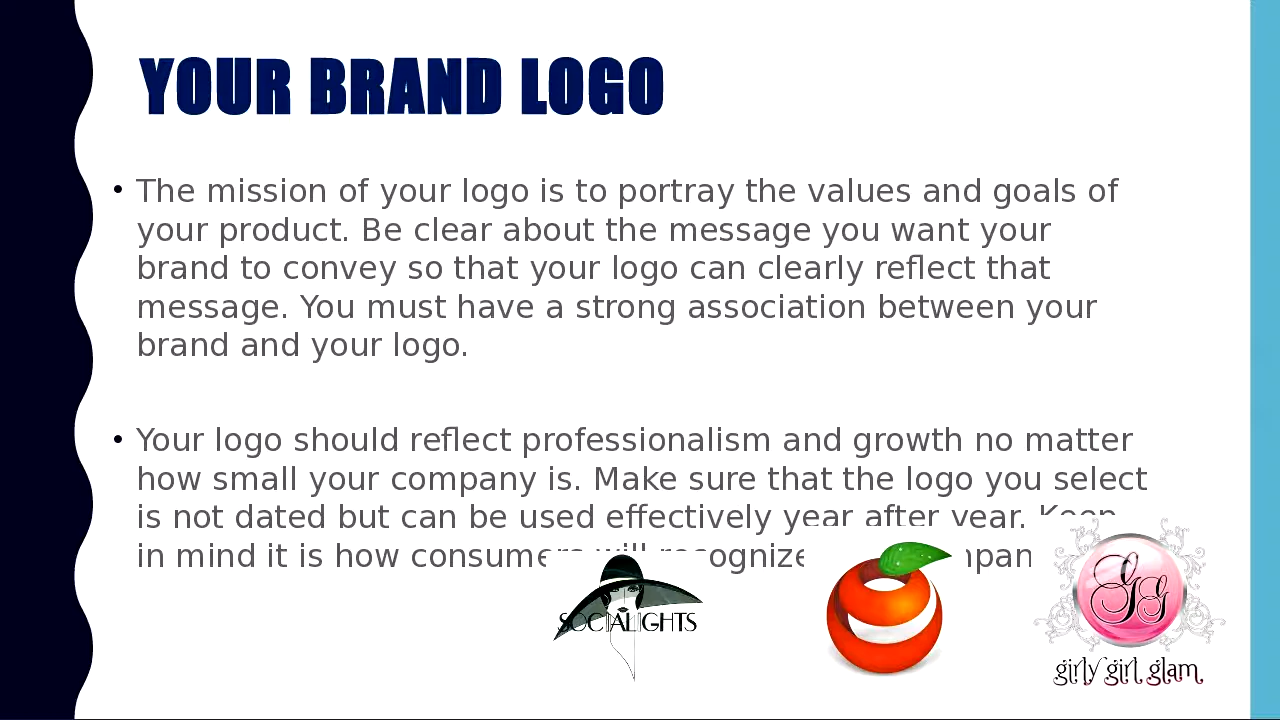 YOUR BRAND LOGO
• The mission of your logo is to portray the values and goals of
your product. Be clear about the message you want your
brand to convey so that your logo can clearly reflect that
message. You must have a strong association between your
brand and your logo.
• Your logo should reflect professionalism and growth no matter
how small your company is. Make sure that the logo you select
is not dated but can be used effectively year after year. Keep
in mind it is how consumers will recognize
SOCIALIGHTS
GG
girly girl glam